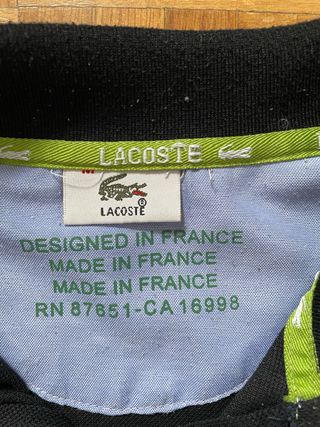 LACOSTE
M
LACOSTE
DESIGNED IN FRANCE
MADE IN FRANCE
MADE IN FRANCE
RN 87651-CA 16998